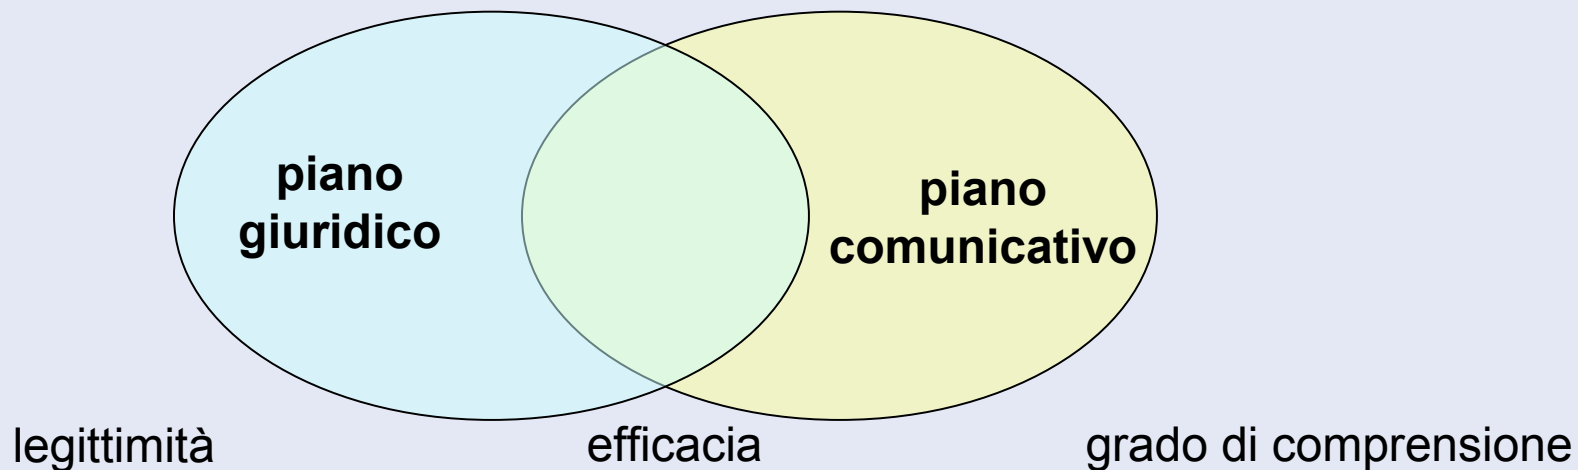 piano
giuridico
piano
comunicativo
legittimità
efficacia
grado di comprensione